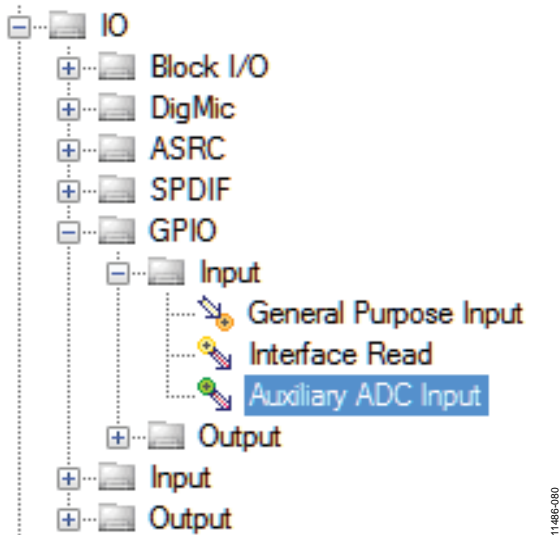 IO
Block I/O
DigMic
ASRC
SPDIF
GPIO
Input
General Purpose Input
Interface Read
Auxiliary ADC Input
Output
Input
Output
11486-080